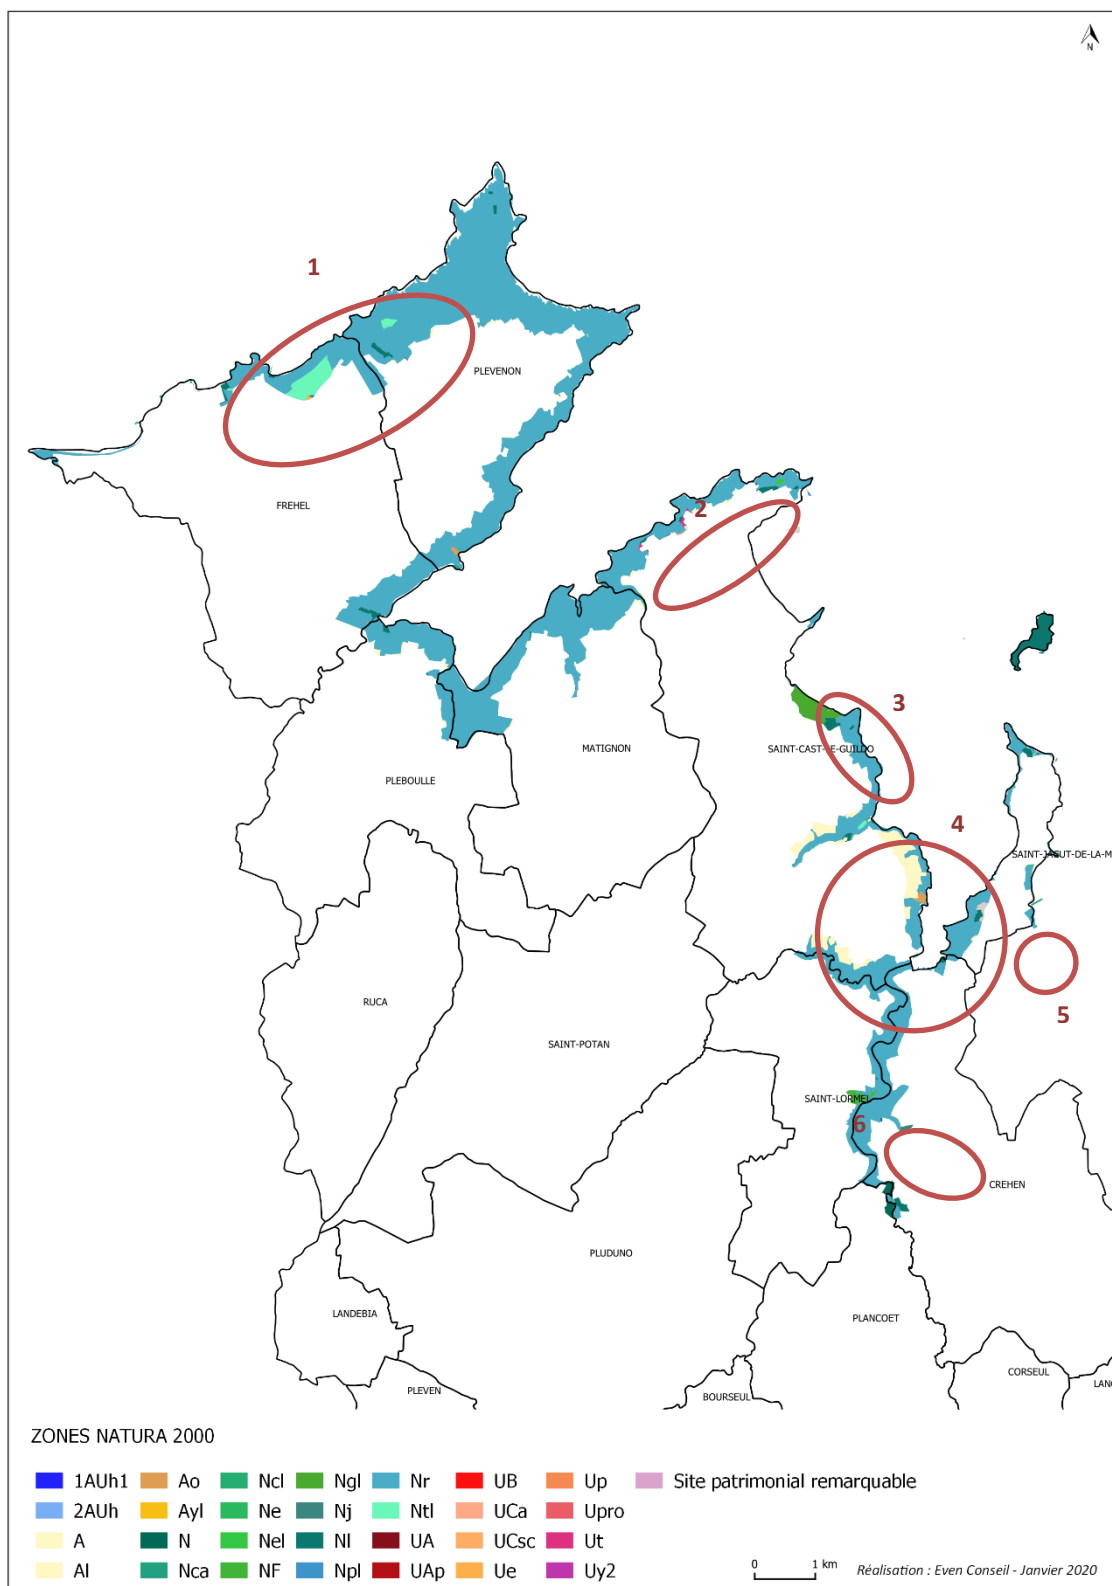 N
1
PLEVENON
FREHEL
2
3
MATIGNON
SAINT-CAST-LE-GUILDO
PLEBOULLE
4
SAINT-JACUT-DE-LA-M
5
RUCA
SAINT-POTAN
SAINT-LORMEL
6
CREHEN
PLUDUNO
LANDEBIA
PLANCOET
CORSEUL
PLEVEN
BOURSEUL
LANG
ZONES NATURA 2000
1AUh1 Ao Ncl Ngl Nr UB Up Site patrimonial remarquable
2AUh Ayl Ne Nj Ntl UCa Upro
A N Nel Nl UA UCsc Ut
Al Nca NF Npl UAp Ue Uy2
0 1 km
Réalisation : Even Conseil - Janvier 2020